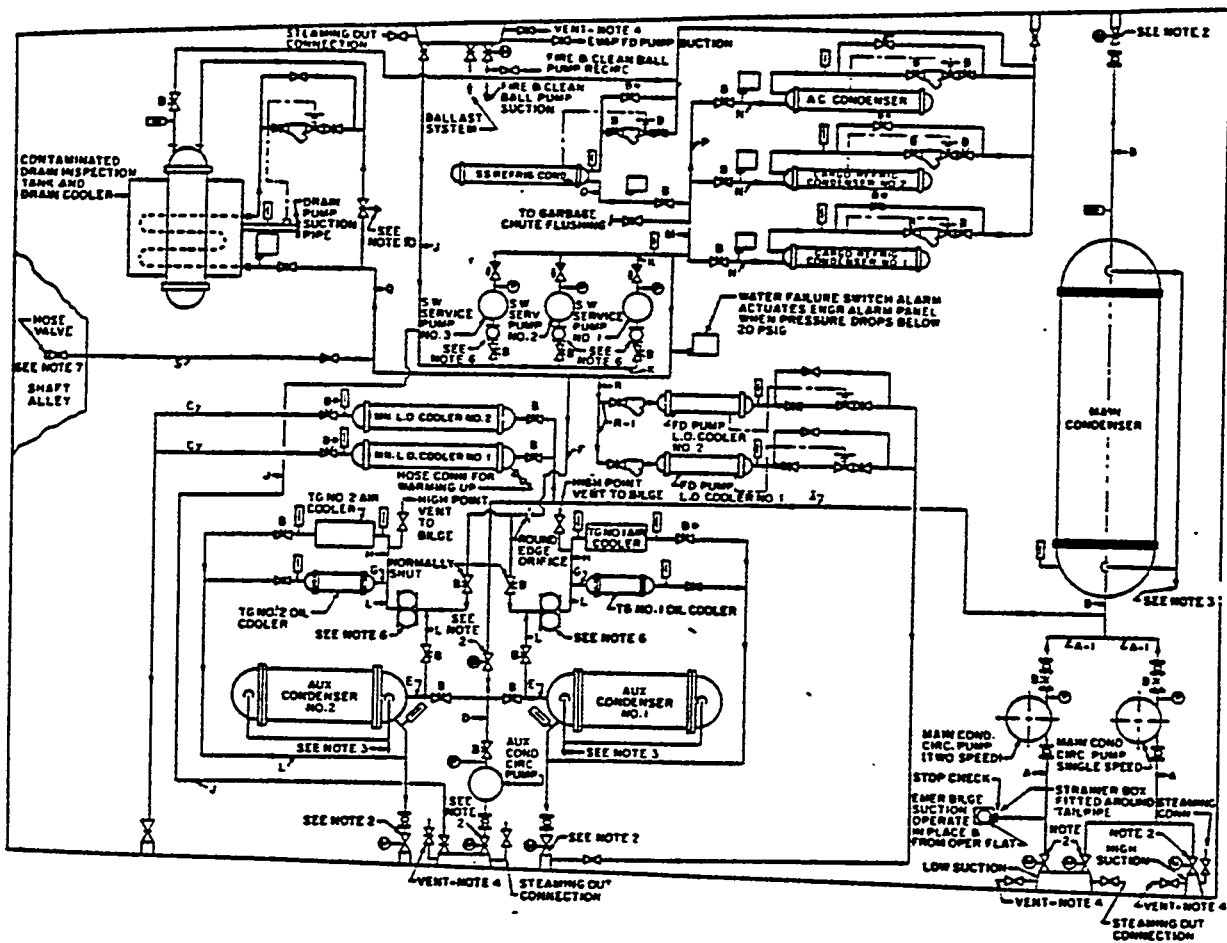 STEAMING OUT
CONNECTION
VENT-NOTE 4
EVAP FD PUMP SUCTION
FIRE & CLEAN BALL
PUMP RECIRC
FIRE & CLEAN
BALL PUMP
SUCTION
BALLAST
SYSTEM
SEE NOTE 2
A.C. CONDENSER
CARGO REFRIG
CONDENSER NO.2
CARGO REFRIG
CONDENSER NO 1
SS REFRIG COND
TO GARBAGE
CHUTE FLUSHING
CONTAMINATED
DRAIN INSPECTION
TANK AND
DRAIN COOLER
DRAIN
PUMP
SUCTION
PIPE
SEE
NOTE 10
S W
SERVICE
PUMP
NO.3
S W
SERV
PUMP
NO.2
S W
SERVICE
PUMP
NO 1
SEE
NOTE 6
SEE
NOTE 6
WATER FAILURE SWITCH ALARM
ACTUATES ENGR ALARM PANEL
WHEN PRESSURE DROPS BELOW
20 PSIG
HOSE
VALVE
SEE NOTE 7
SHAFT
ALLEY
MN. L.O COOLER NO.2
MN. L.O COOLER NO.1
HOSE CONN FOR
WARMING UP
FD PUMP
L.O. COOLER
NO 2
FD PUMP
L.O COOLER NO 1
MAIN
CONDENSER
TG NO 2 AIR
COOLER
HIGH POINT
VENT
TO
BILGE
HIGH POINT
VENT TO BILGE
ROUND
EDGE
ORIFICE
TG NO 1 AIR
COOLER
NORMALLY
SHUT
TG NO.2 OIL
COOLER
TG NO.1 OIL COOLER
SEE NOTE 6
SEE
NOTE
2
SEE NOTE 6
SEE NOTE 3
AUX
CONDENSER
NO.2
AUX
CONDENSER
NO.1
SEE NOTE 3
SEE NOTE 3
AUX
COND
CIRC
PUMP
MAIN COND.
CIRC. PUMP
(TWO SPEED)
MAIN COND
CIRC. PUMP
SINGLE SPEED
A-1
A-1
STOP CHECK
EMER BILGE
SUCTION
OPERATE
IN PLACE &
FROM OPER FLAT
STRAINER BOX
FITTED AROUND
TAILPIPE
STEAMING
CONN
SEE NOTE 2
SEE
NOTE
2
SEE NOTE 2
NOTE
2
NOTE 2
HIGH
SUCTION
LOW SUCTION
VENT-NOTE 4
STEAMING OUT
CONNECTION
VENT-NOTE 4
STEAMING OUT
CONNECTION
VENT-NOTE 4